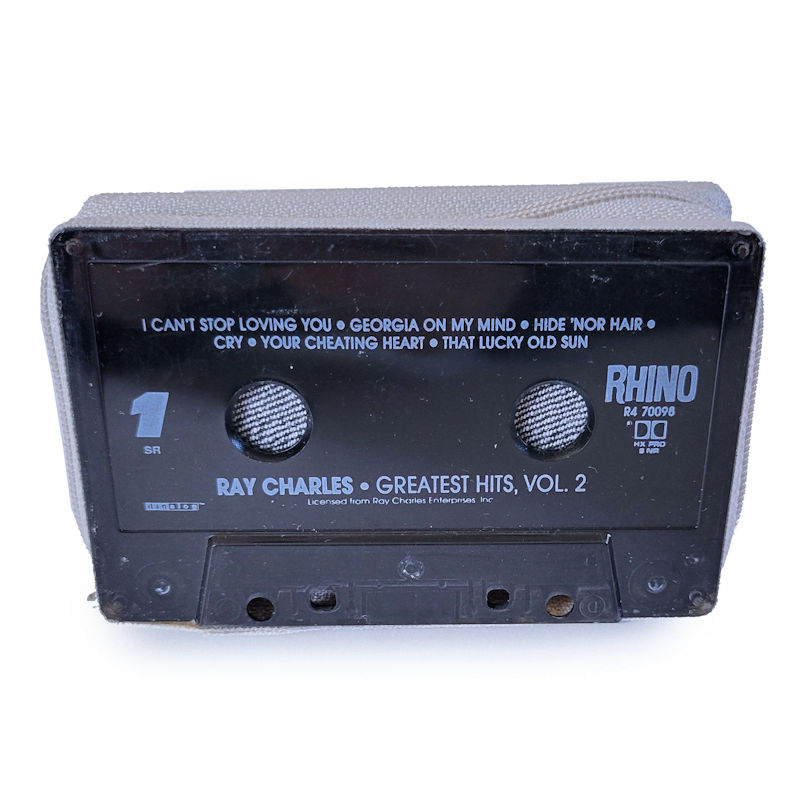 I CAN'T STOP LOVING YOU • GEORGIA ON MY MIND • HIDE 'NOR HAIR •
CRY • YOUR CHEATING HEART • THAT LUCKY OLD SUN
RHINO
R4 70098
1
SR
HX PRO
B NR
RAY CHARLES • GREATEST HITS, VOL. 2
Licensed from Ray Charles Enterprises, Inc